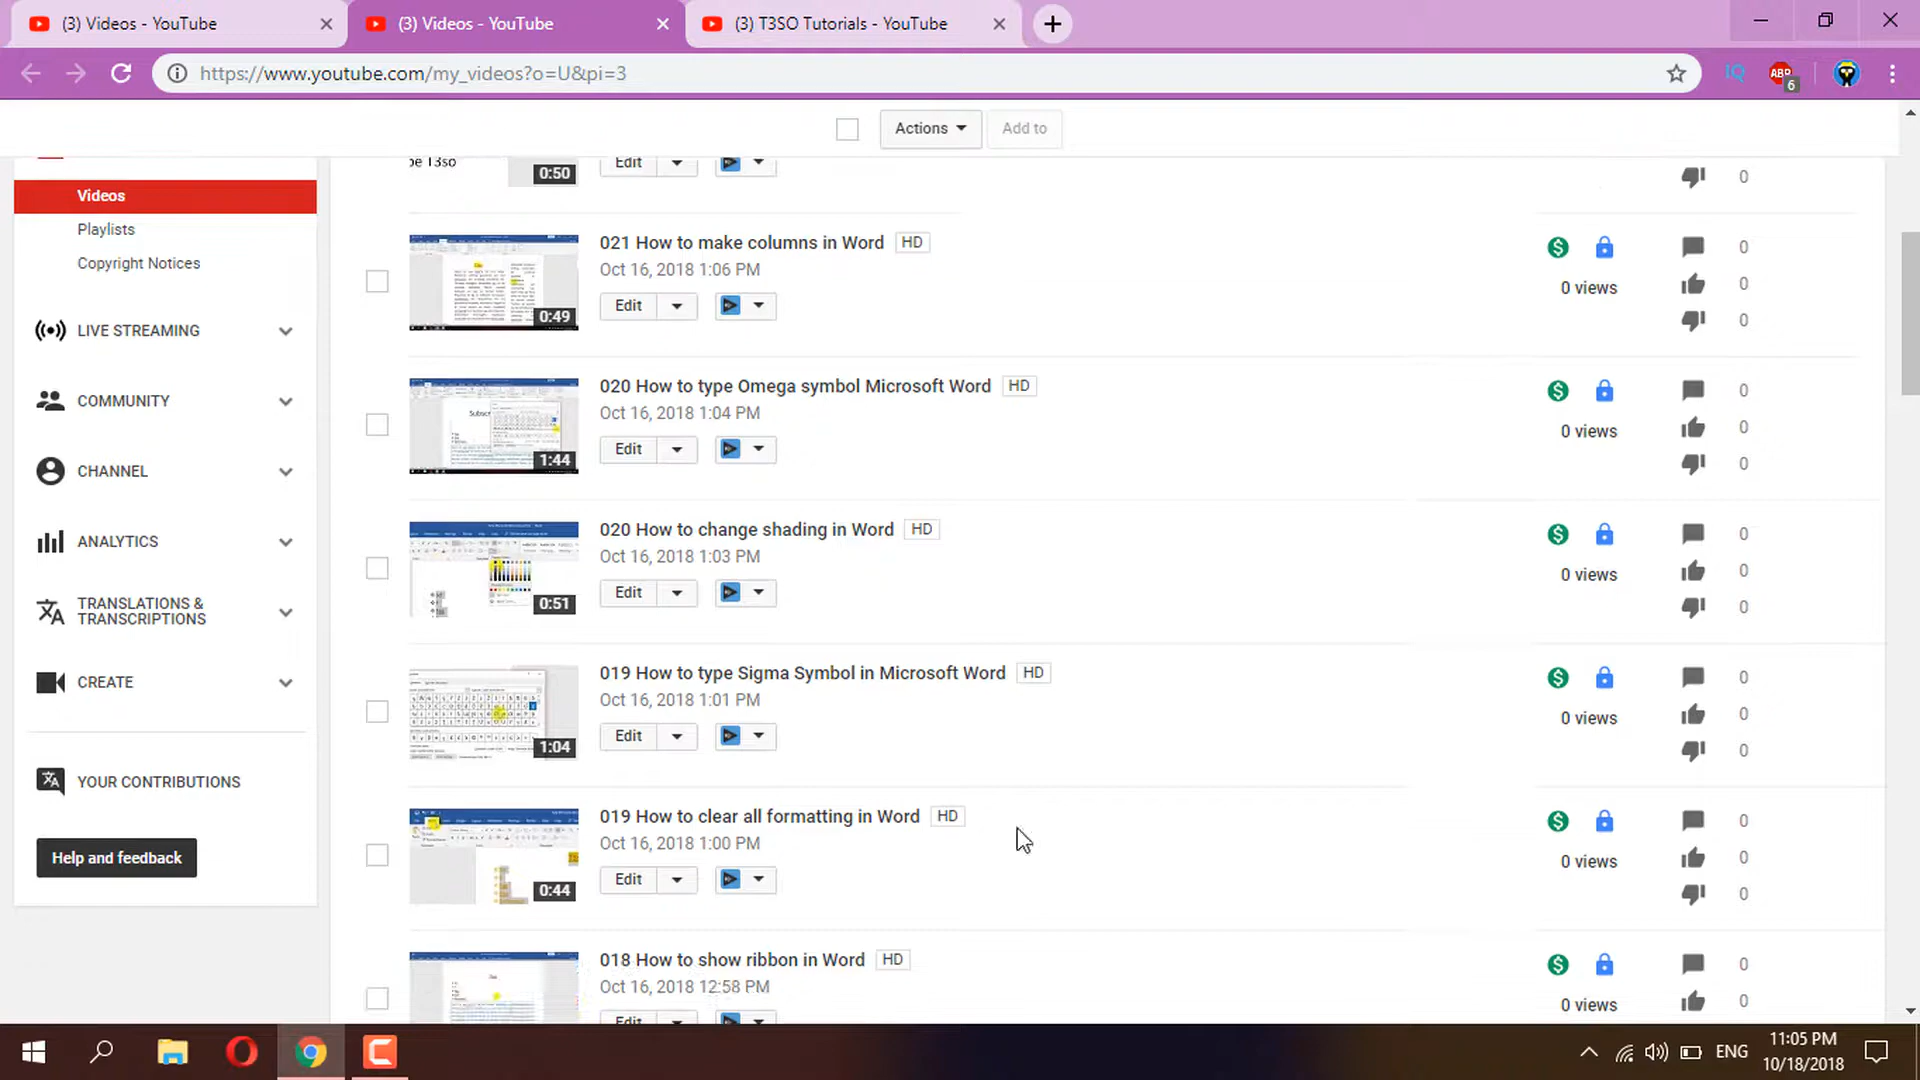 (3) Videos - YouTube
(3) Videos - YouTube
(3) T3SO Tutorials - YouTube
https://www.youtube.com/my_videos?o=U&pi=3
IQ
ABP
6
Actions
Add to
Videos
Playlists
Copyright Notices
LIVE STREAMING
COMMUNITY
CHANNEL
ANALYTICS
TRANSLATIONS &
TRANSCRIPTIONS
CREATE
YOUR CONTRIBUTIONS
Help and feedback
be T3so
0:50
Edit
0
021 How to make columns in Word HD
Oct 16, 2018 1:06 PM
Edit
0:49
0 views
0
0
0
020 How to type Omega symbol Microsoft Word HD
Oct 16, 2018 1:04 PM
Edit
1:44
0 views
0
0
0
020 How to change shading in Word HD
Oct 16, 2018 1:03 PM
Edit
0:51
0 views
0
0
0
019 How to type Sigma Symbol in Microsoft Word HD
Oct 16, 2018 1:01 PM
Edit
1:04
0 views
0
0
0
019 How to clear all formatting in Word HD
Oct 16, 2018 1:00 PM
Edit
0:44
0 views
0
0
0
018 How to show ribbon in Word HD
Oct 16, 2018 12:58 PM
Edit
0 views
0
0
ENG
11:05 PM
10/18/2018